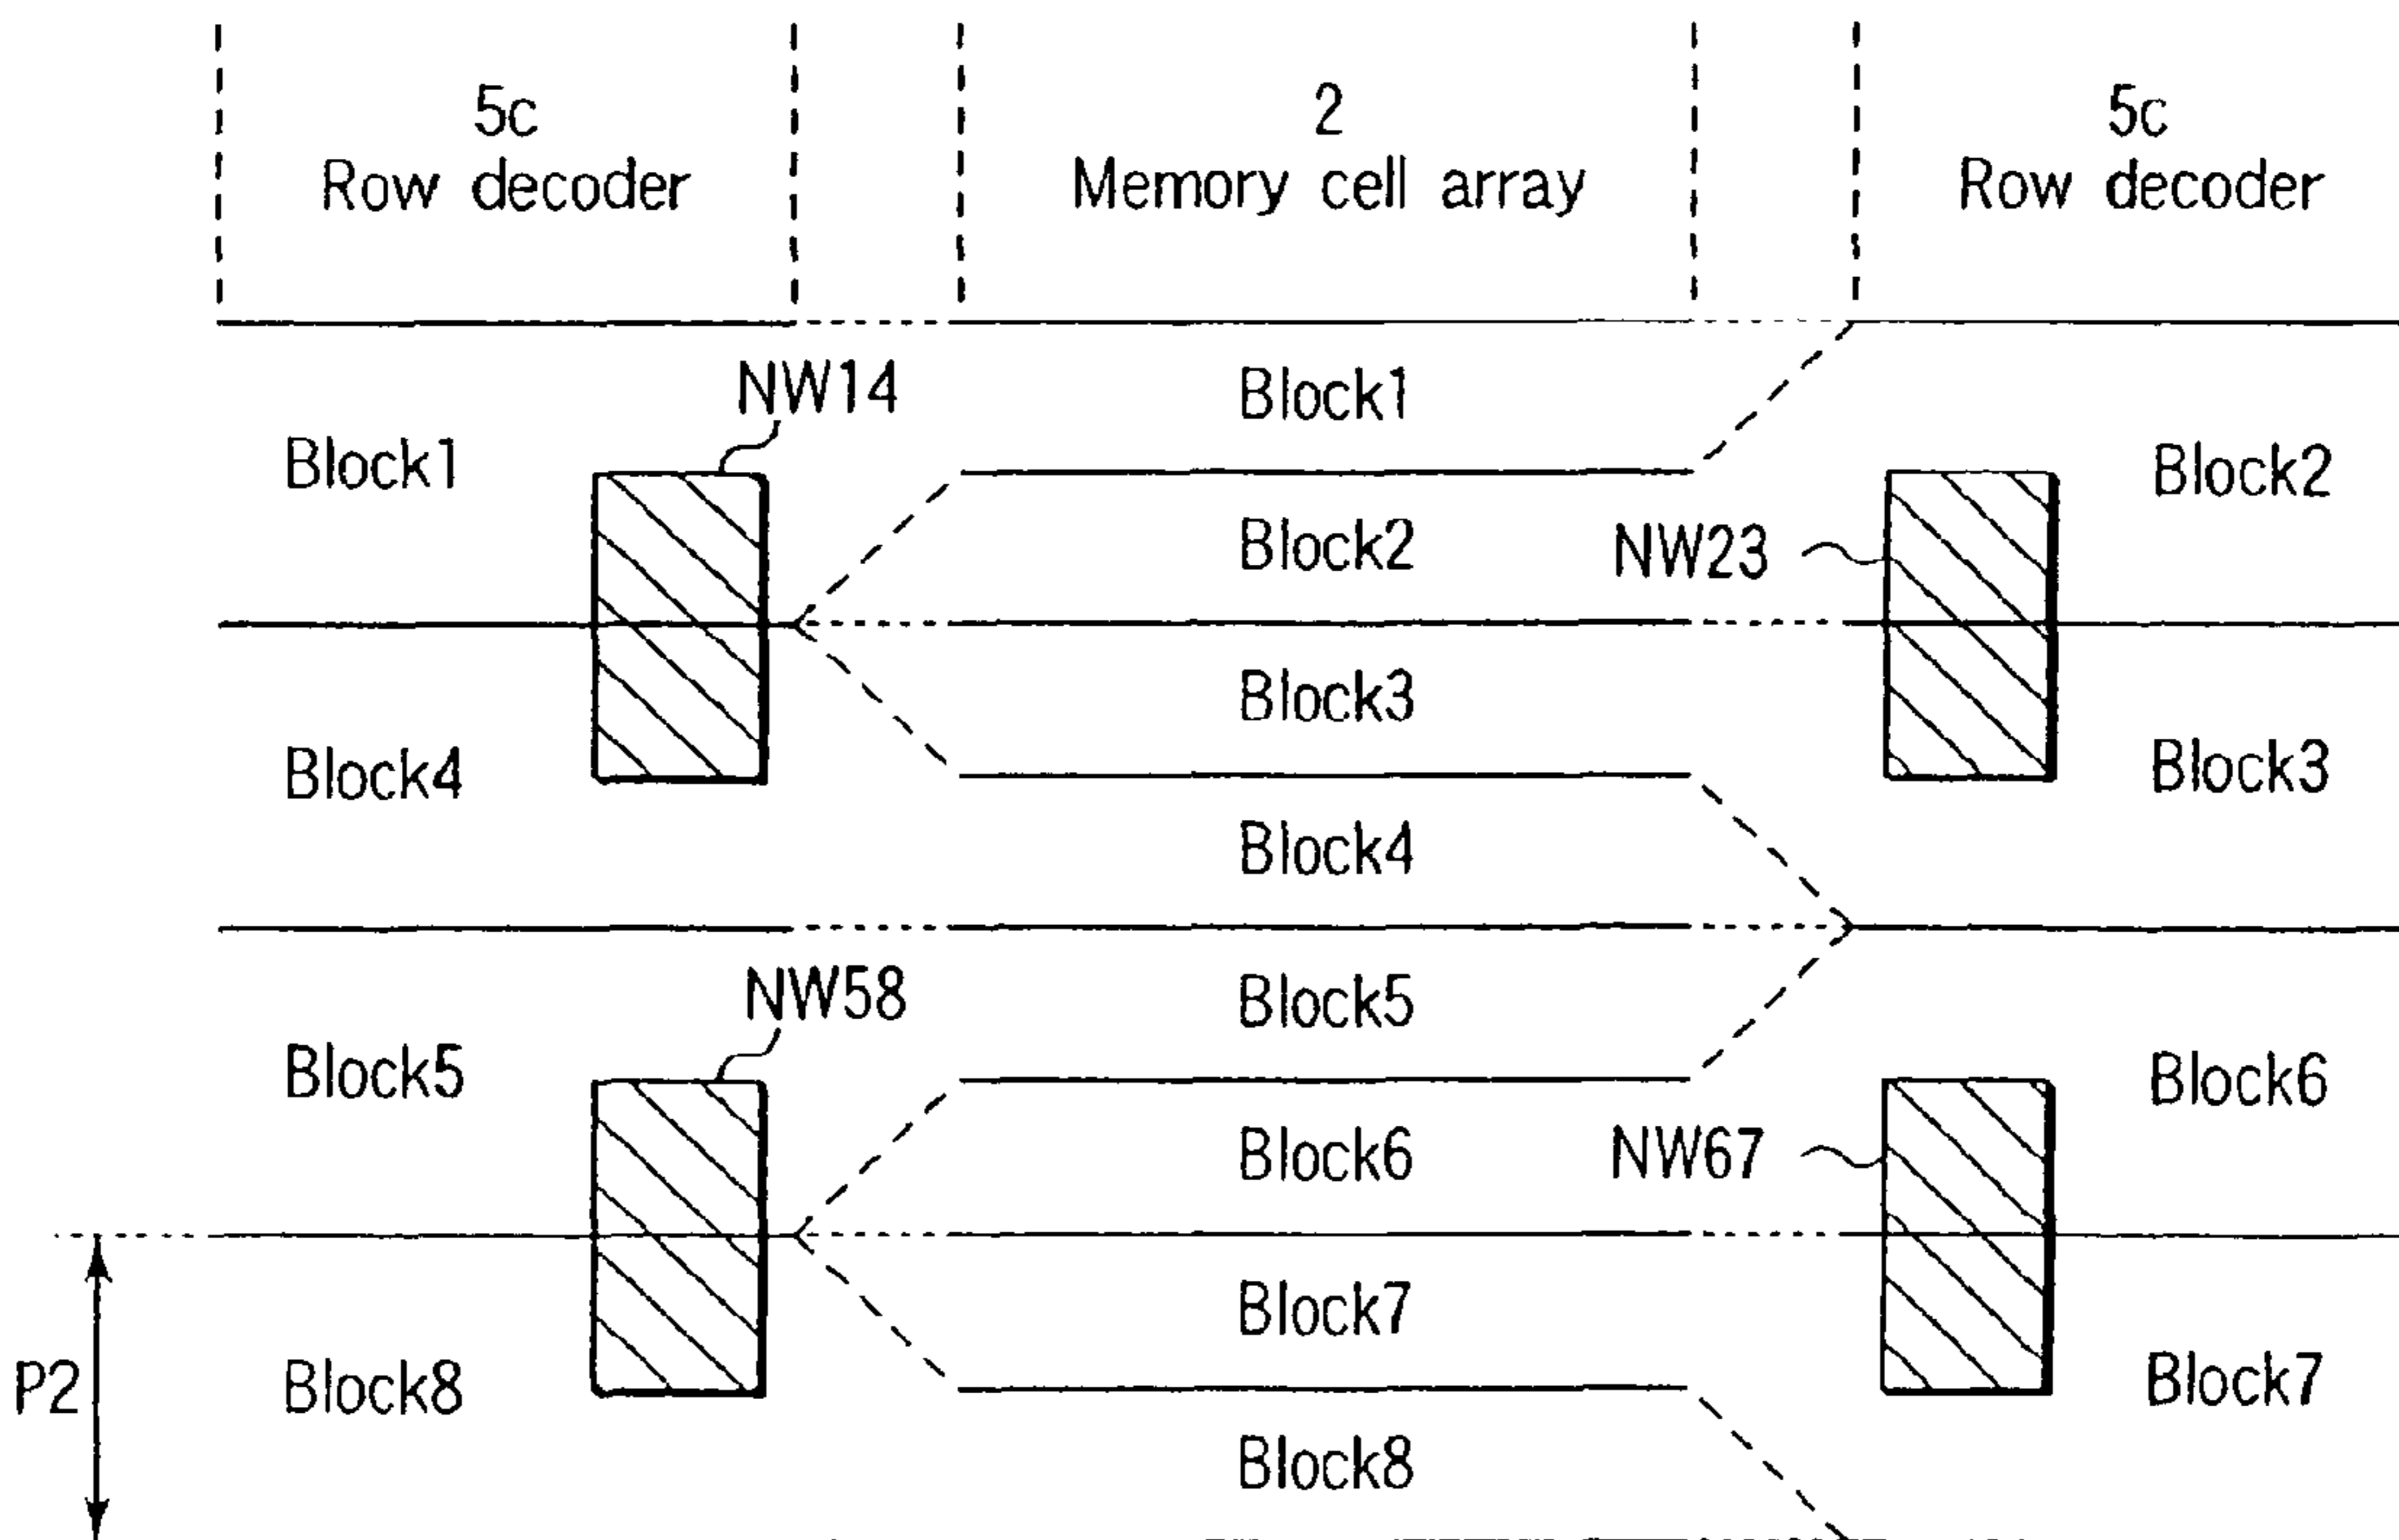 5c
Row decoder
2
Memory cell array
5c
Row decoder
NW14
Block1
Block1
Block2
Block2
NW23
Block3
Block4
Block3
Block4
NW58
Block5
Block5
Block6
Block6
NW67
Block7
P2
Block8
Block7
Block8